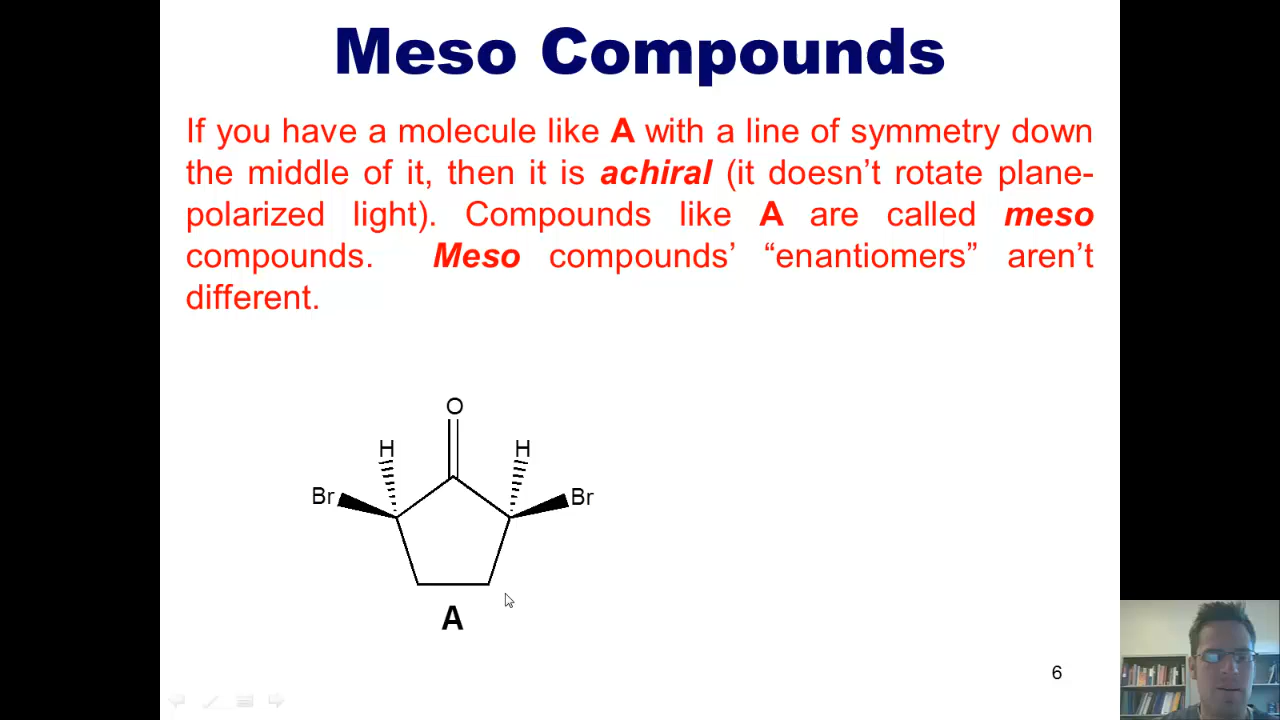 Meso Compounds
If you have a molecule like A with a line of symmetry down
the middle of it, then it is achiral (it doesn’t rotate plane-
polarized light). Compounds like A are called meso
compounds. Meso compounds’ “enantiomers” aren’t
different.
O
H H
Br Br
A
6